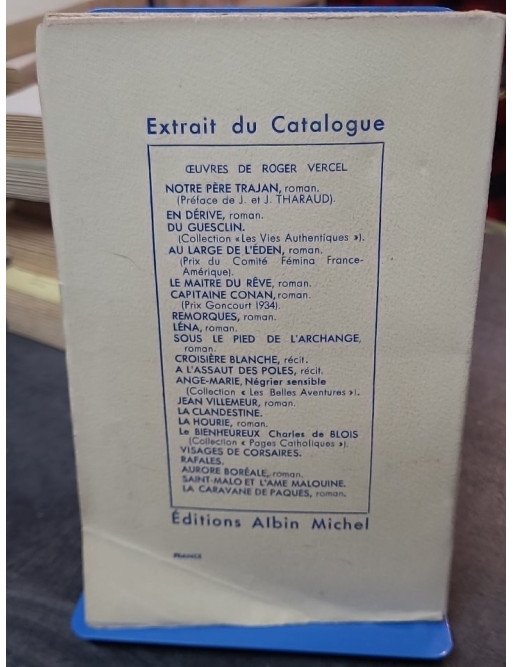 Extrait du Catalogue
ŒUVRES DE ROGER VERCEL
NOTRE PÈRE TRAJAN, roman.
(Préface de J. et J. THARAUD).
EN DÉRIVE, roman.
DU GUESCLIN.
(Collection « Les Vies Authentiques »).
AU LARGE DE L'ÉDEN, roman.
(Prix du Comité Fémina France-
Amérique).
LE MAITRE DU RÊVE, roman.
CAPITAINE CONAN, roman.
(Prix Goncourt 1934).
REMORQUES, roman.
LÉNA, roman.
SOUS LE PIED DE L'ARCHANGE,
roman.
CROISIÈRE BLANCHE, récit.
A L'ASSAUT DES POLES, récit.
ANGE-MARIE, Négrier sensible
(Collection « Les Belles Aventures »).
JEAN VILLEMEUR, roman.
LA CLANDESTINE.
LA HOURIE, roman.
Le BIENHEUREUX Charles de BLOIS
(Collection « Pages Catholiques »).
VISAGES DE CORSAIRES.
RAFALES.
AURORE BORÉALE, roman.
SAINT-MALO ET L'AME MALOUINE.
LA CARAVANE DE PAQUES, roman.
Éditions Albin Michel
FRANCE